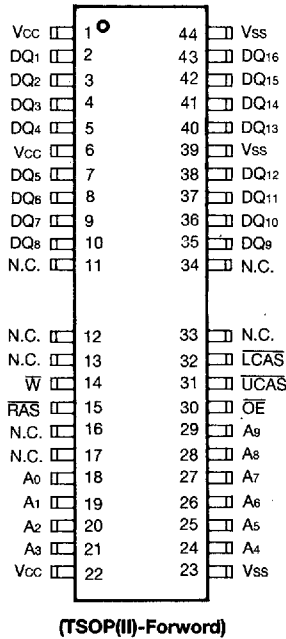 Vcc 1 44 Vss
DQ1 2 43 DQ16
DQ2 3 42 DQ15
DQ3 4 41 DQ14
DQ4 5 40 DQ13
Vcc 6 39 Vss
DQ5 7 38 DQ12
DQ6 8 37 DQ11
DQ7 9 36 DQ10
DQ8 10 35 DQ9
N.C. 11 34 N.C.
N.C. 12 33 N.C.
N.C. 13 32 L̅C̅A̅S̅
W̅ 14 31 U̅C̅A̅S̅
R̅A̅S̅ 15 30 O̅E̅
N.C. 16 29 A9
N.C. 17 28 A8
A0 18 27 A7
A1 19 26 A6
A2 20 25 A5
A3 21 24 A4
Vcc 22 23 Vss
(TSOP(II)-Forword)